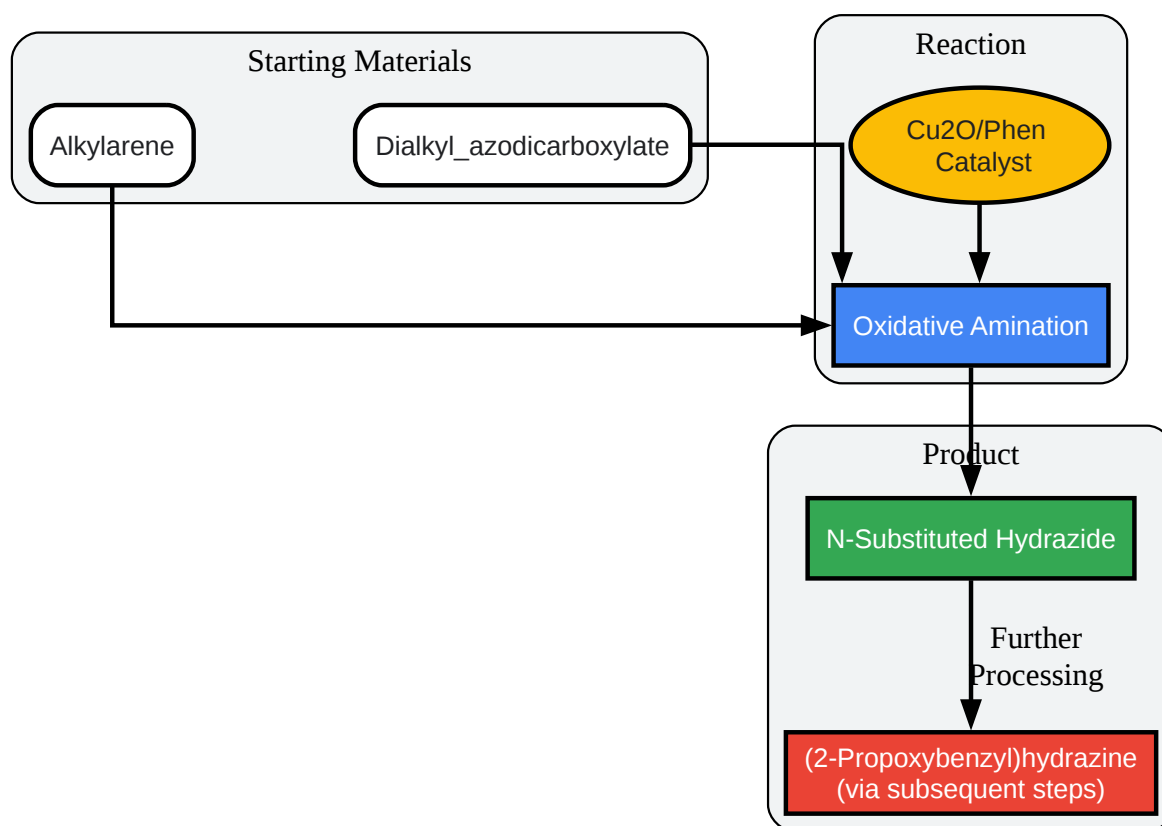 Starting Materials
Alkylarene
Dialkyl_azodicarboxylate
Reaction
Cu2O/Phen
Catalyst
Oxidative Amination
Product
N-Substituted Hydrazide
Further
Processing
(2-Propoxybenzyl)hydrazine
(via subsequent steps)